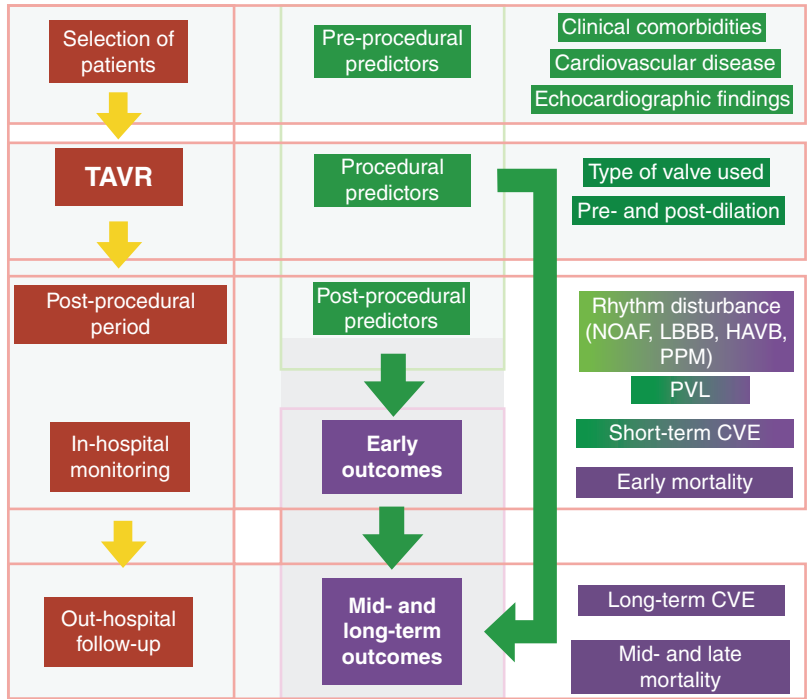 Selection of
patients
Pre-procedural
predictors
Clinical comorbidities
Cardiovascular disease
Echocardiographic findings
TAVR
Procedural
predictors
Type of valve used
Pre- and post-dilation
Post-procedural
period
Post-procedural
predictors
Rhythm disturbance
(NOAF, LBBB, HAVB,
PPM)
PVL
In-hospital
monitoring
Early
outcomes
Short-term CVE
Early mortality
Out-hospital
follow-up
Mid- and
long-term
outcomes
Long-term CVE
Mid- and late
mortality